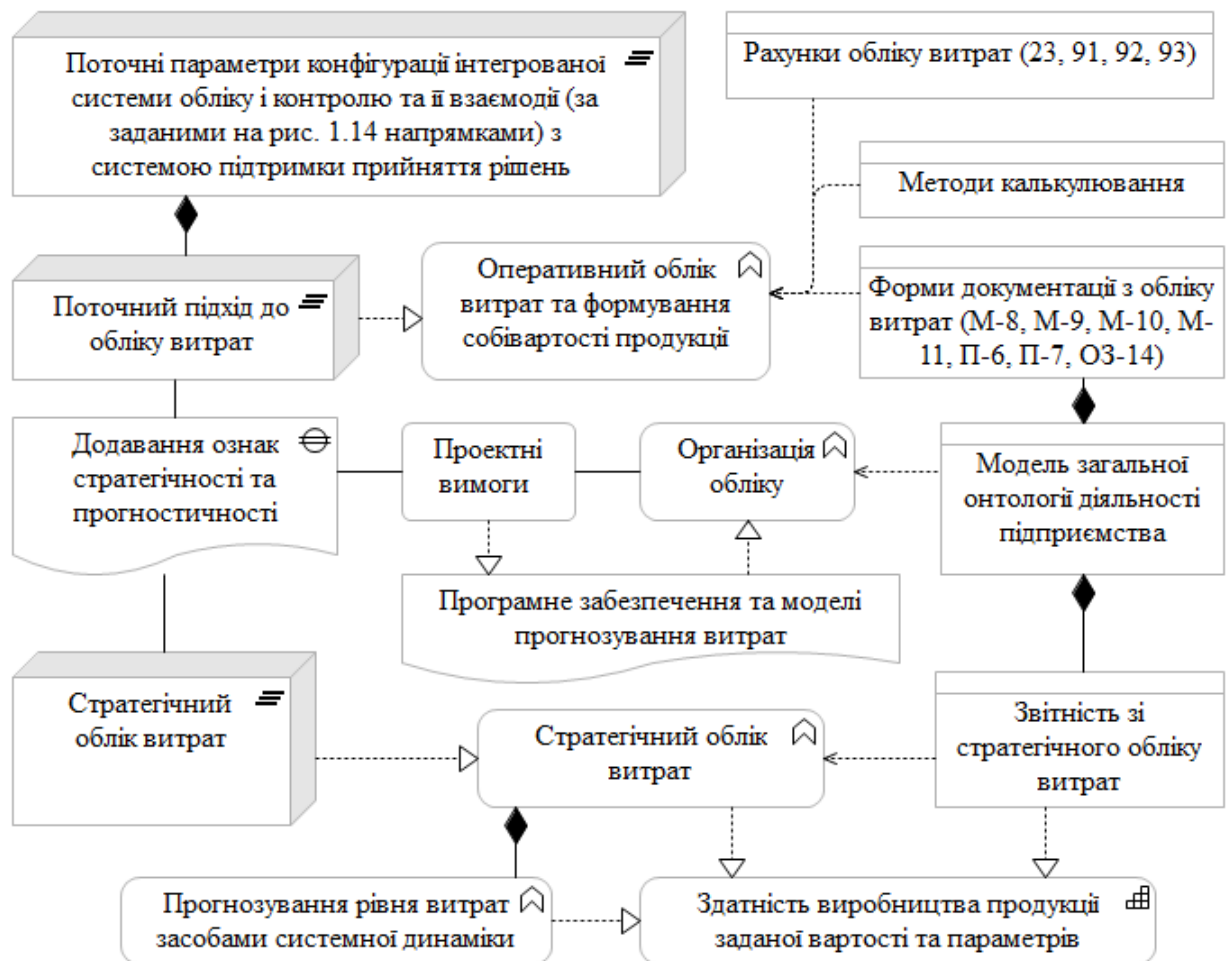 Поточні параметри конфігурації інтегрованої
системи обліку і контролю та її взаємодії (за
заданими на рис. 1.14 напрямками) з
системою підтримки прийняття рішень
Рахунки обліку витрат (23, 91, 92, 93)
Методи калькулювання
Поточний підхід до
обліку витрат
Оперативний облік
витрат та формування
собівартості продукції
Форми документації з обліку
витрат (М-8, М-9, М-10, М-
11, П-6, П-7, ОЗ-14)
Додавання ознак
стратегічності та
прогностичності
Проектні
вимоги
Організація
обліку
Модель загальної
онтології діяльності
підприємства
Програмне забезпечення та моделі
прогнозування витрат
Стратегічний
облік витрат
Стратегічний облік
витрат
Звітність зі
стратегічного обліку
витрат
Прогнозування рівня витрат
засобами системної динаміки
Здатність виробництва продукції
заданої вартості та параметрів